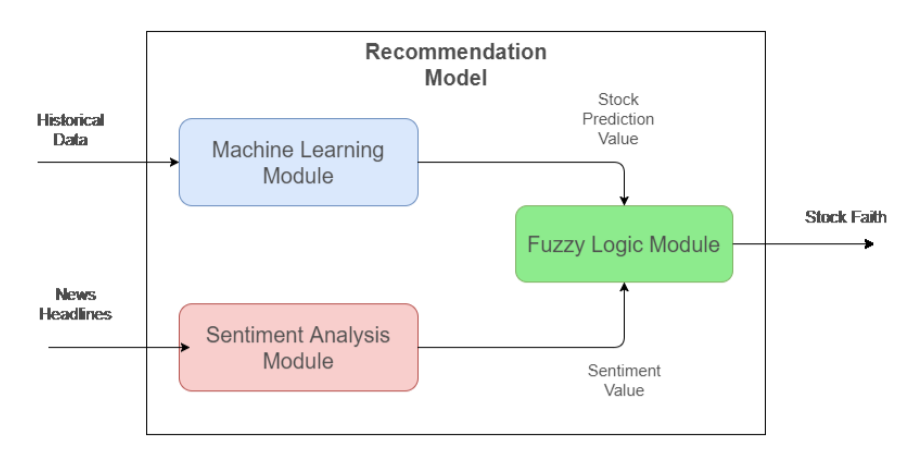 Recommendation
Model
Historical
Data
Machine Learning
Module
Stock
Prediction
Value
Fuzzy Logic Module
Stock Faith
News
Headlines
Sentiment Analysis
Module
Sentiment
Value